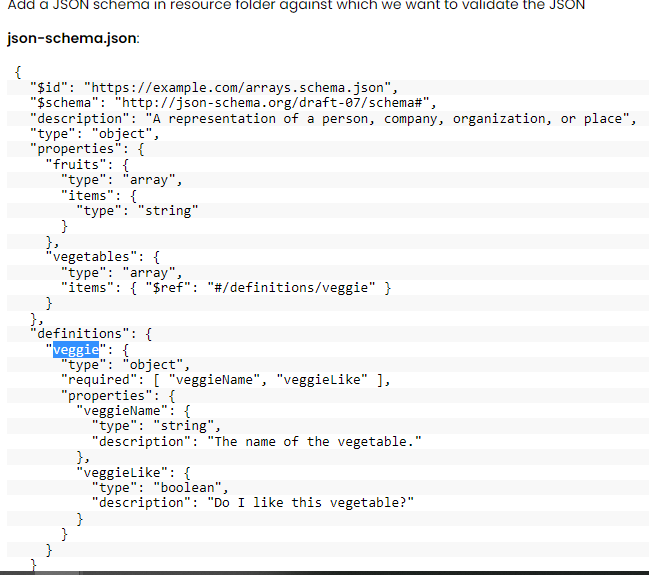 Add a JSON schema in resource folder against which we want to validate the JSON
json-schema.json:
{
"$id": "https://example.com/arrays.schema.json",
"$schema": "http://json-schema.org/draft-07/schema#",
"description": "A representation of a person, company, organization, or place",
"type": "object",
"properties": {
"fruits": {
"type": "array",
"items": {
"type": "string"
}
},
"vegetables": {
"type": "array",
"items": { "$ref": "#/definitions/veggie" }
}
},
"definitions": {
"veggie": {
"type": "object",
"required": [ "veggieName", "veggieLike" ],
"properties": {
"veggieName": {
"type": "string",
"description": "The name of the vegetable."
},
"veggieLike": {
"type": "boolean",
"description": "Do I like this vegetable?"
}
}
}
}